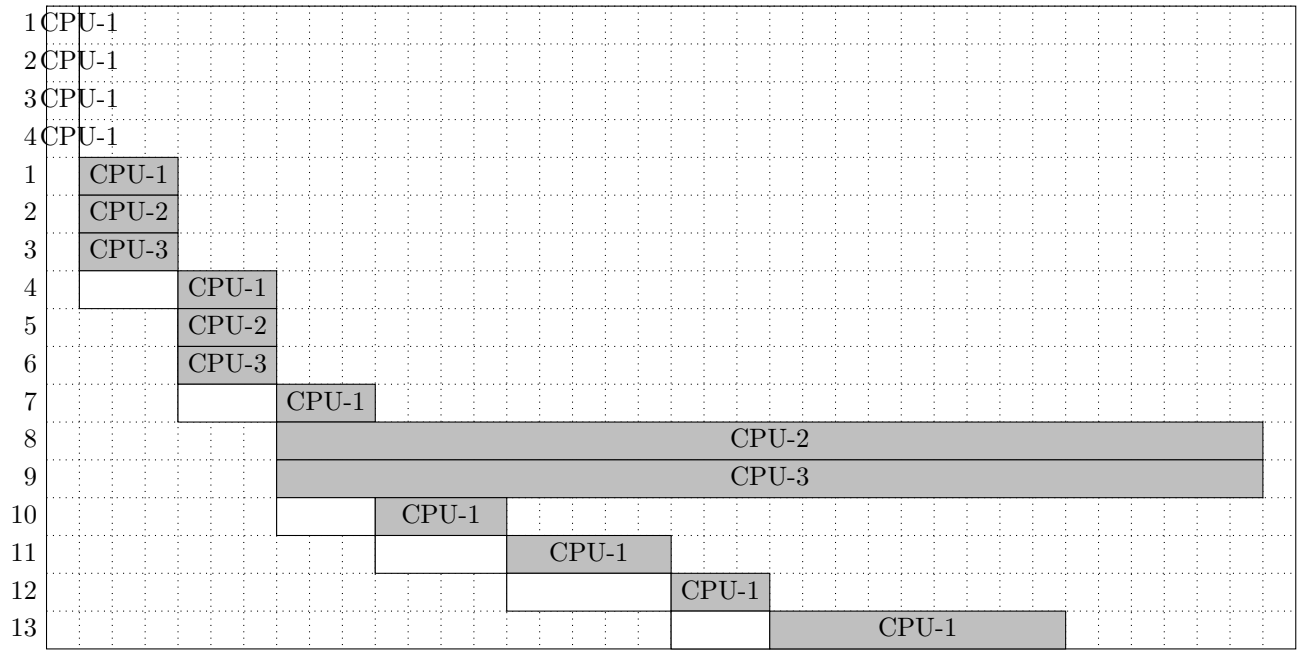 1 CPU-1
2 CPU-1
3 CPU-1
4 CPU-1
1 CPU-1
2 CPU-2
3 CPU-3
4 CPU-1
5 CPU-2
6 CPU-3
7 CPU-1
8 CPU-2
9 CPU-3
10 CPU-1
11 CPU-1
12 CPU-1
13 CPU-1